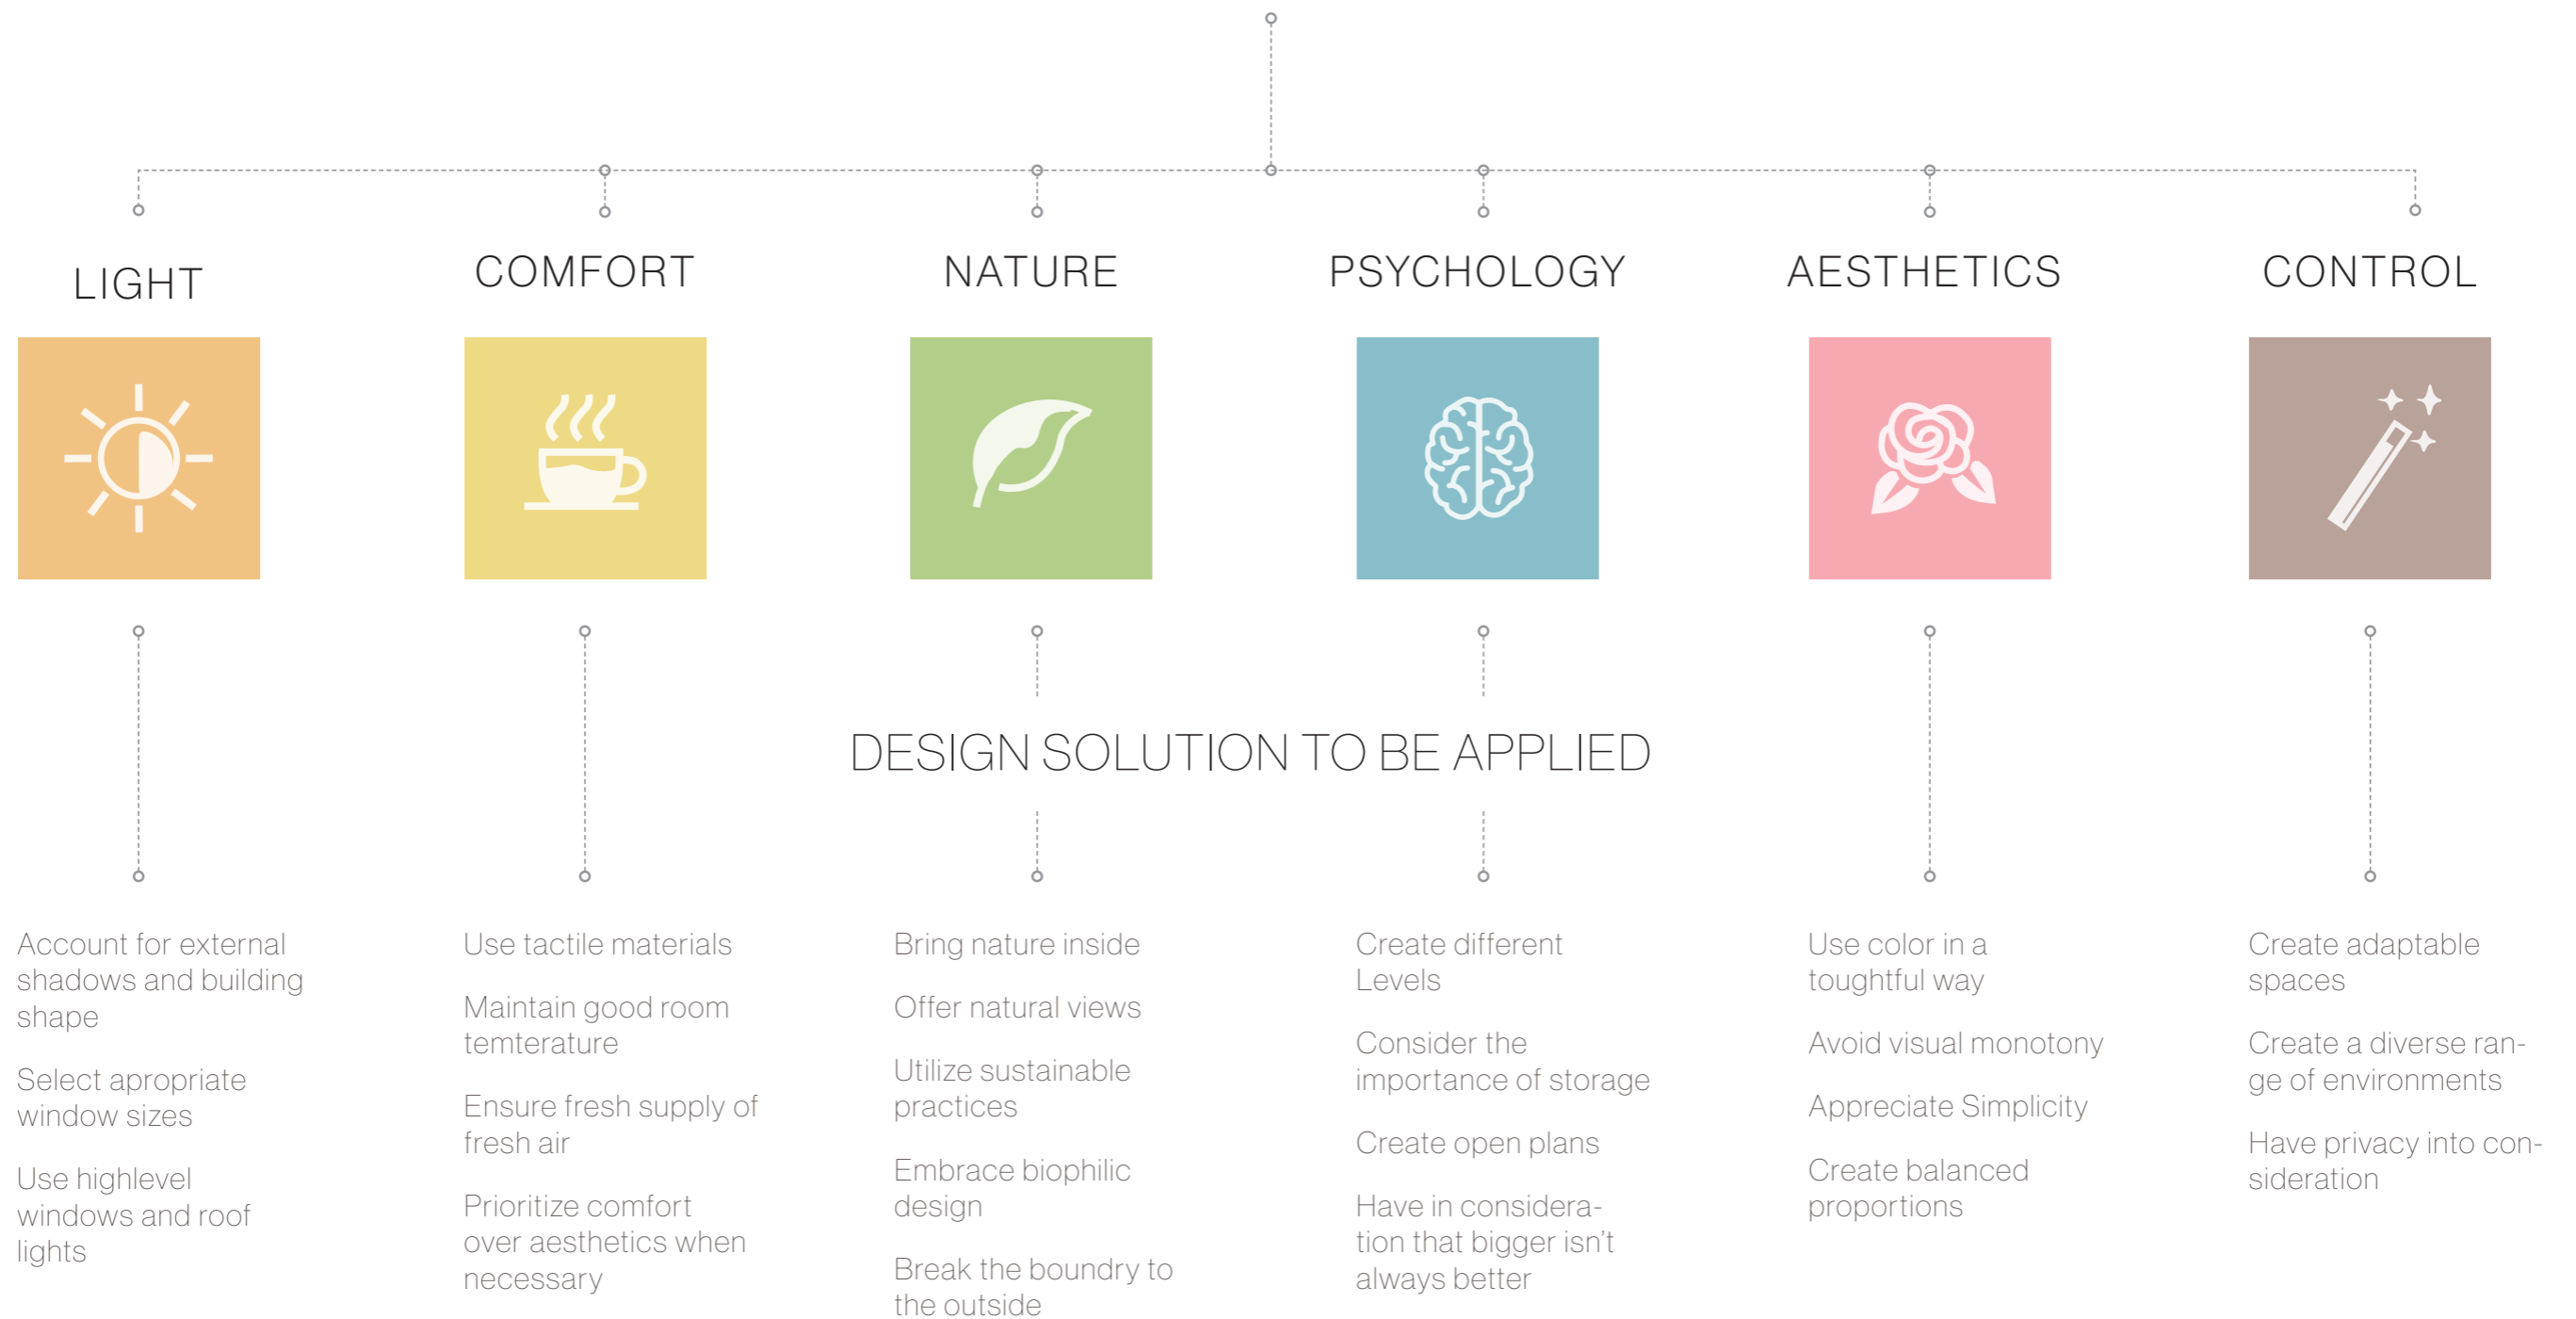 LIGHT
COMFORT
NATURE
PSYCHOLOGY
AESTHETICS
CONTROL
DESIGN SOLUTION TO BE APPLIED
Account for external
shadows and building
shape
Select apropriate
window sizes
Use highlevel
windows and roof
lights
Use tactile materials
Maintain good room
temterature
Ensure fresh supply of
fresh air
Prioritize comfort
over aesthetics when
necessary
Bring nature inside
Offer natural views
Utilize sustainable
practices
Embrace biophilic
design
Break the boundry to
the outside
Create different
Levels
Consider the
importance of storage
Create open plans
Have in considera-
tion that bigger isn't
always better
Use color in a
toughtful way
Avoid visual monotony
Appreciate Simplicity
Create balanced
proportions
Create adaptable
spaces
Create a diverse ran-
ge of environments
Have privacy into con-
sideration